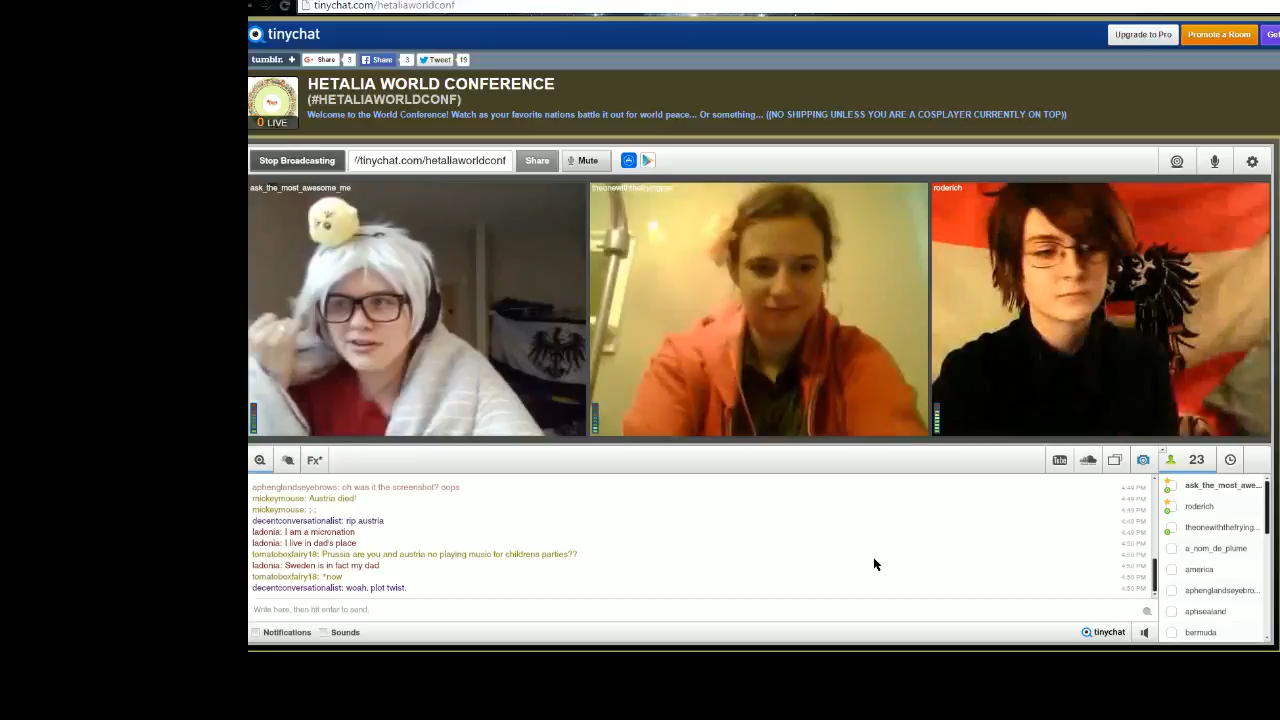 tinychat.com/hetaliaworldconf
tinychat
Upgrade to Pro
Promote a Room
Get
tumblr. +
Share
3
Share
3
Tweet
19
HETALIA WORLD CONFERENCE
(#HETALIAWORLDCONF)
Welcome to the World Conference! Watch as your favorite nations battle it out for world peace... Or something... ((NO SHIPPING UNLESS YOU ARE A COSPLAYER CURRENTLY ON TOP))
0 LIVE
Stop Broadcasting
//tinychat.com/hetaliaworldconf
Share
Mute
ask_the_most_awesome_me
theonewiththefryingpan
roderich
Fx*
You
23
aphenglandseyebrows: oh was it the screenshot? oops 4:49 PM
mickeymouse: Austria died! 4:49 PM
mickeymouse: ;-; 4:49 PM
decentconversationalist: rip austria 4:49 PM
ladonia: I am a micronation 4:49 PM
ladonia: I live in dad's place 4:50 PM
tomatoboxfairy18: Prussia are you and austria no playing music for childrens parties?? 4:50 PM
ladonia: Sweden is in fact my dad 4:50 PM
tomatoboxfairy18: *now 4:50 PM
decentconversationalist: woah. plot twist. 4:50 PM
Write here, then hit enter to send.
Notifications
Sounds
tinychat
ask_the_most_awe...
roderich
theonewiththefrying...
a_nom_de_plume
america
aphenglandseyebro...
aphsealand
bermuda